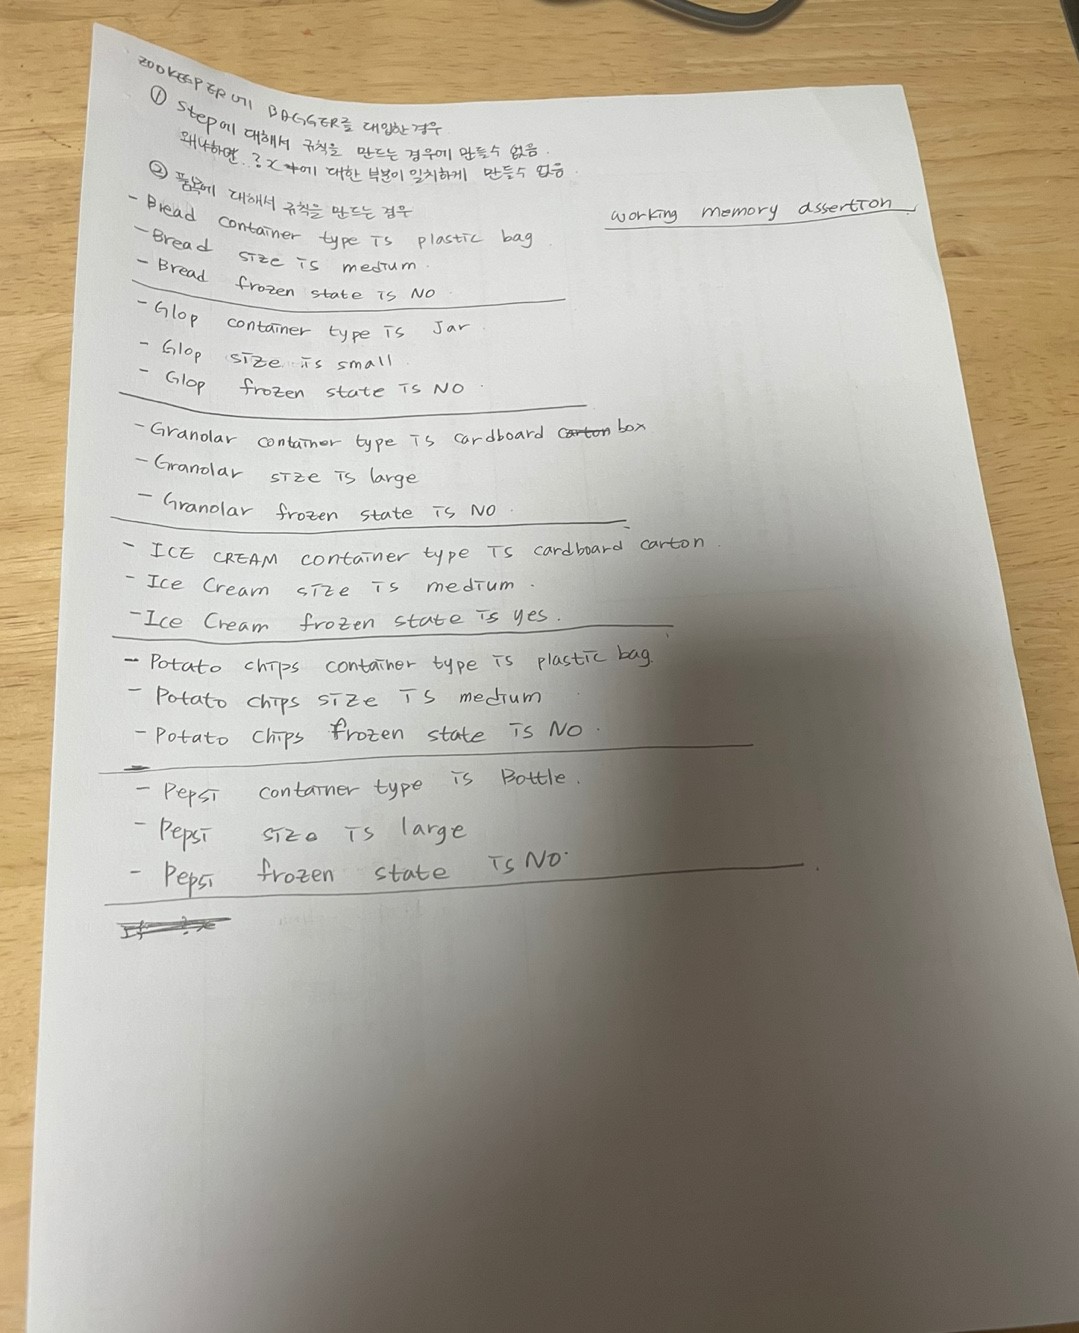 ZOOKEEPER에 BAGGER를 대입한 경우
① Step에 대해서 규칙을 만드는 경우에 만들수 없음.
왜냐하면 ?x에 대한 부분이 일치하게 만들수 없음.
② 품목에 대해서 규칙을 만드는 경우
working memory assertion
- Bread container type is plastic bag
- Bread size is medium.
- Bread frozen state is NO
- Glop container type is Jar
- Glop size is small
- Glop frozen state is NO.
- Granolar container type is cardboard carton box
- Granolar size is large
- Granolar frozen state is NO.
- ICE CREAM container type is cardboard carton.
- Ice Cream size is medium.
- Ice Cream frozen state is yes.
- Potato chips container type is plastic bag.
- Potato chips size is medium
- Potato chips frozen state is NO.
- Pepsi container type is Bottle.
- Pepsi size is large
- Pepsi frozen state is NO.
If ?x